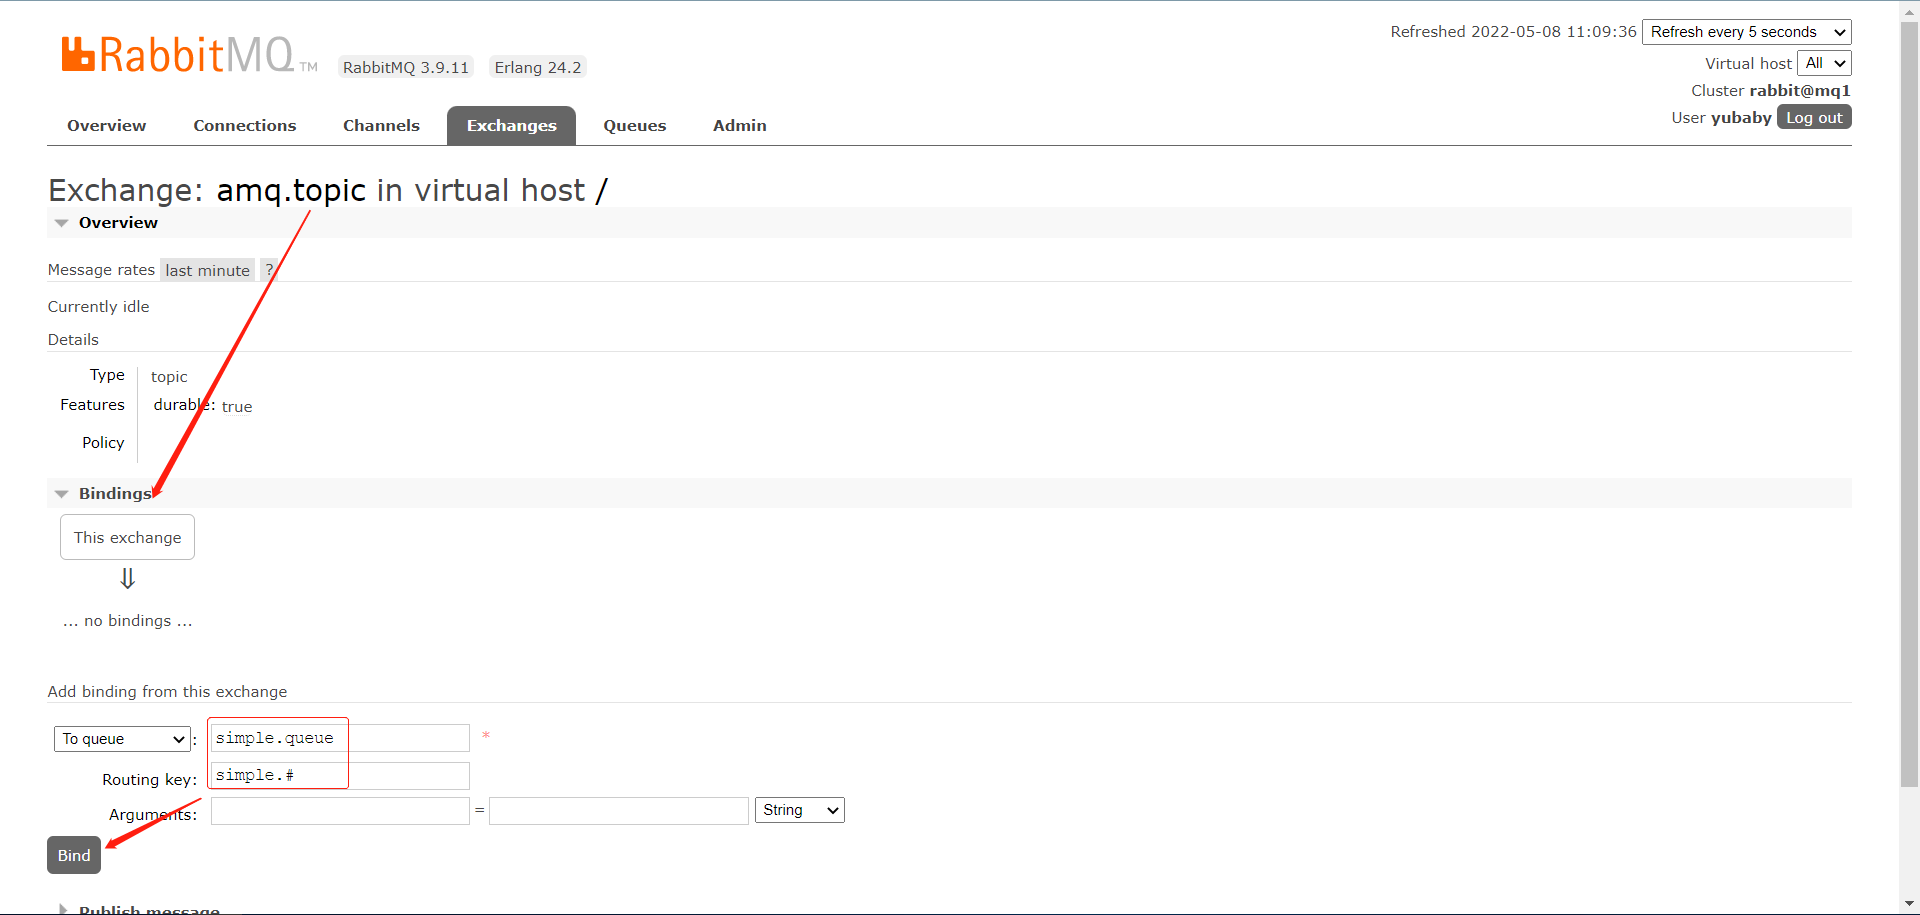 Refreshed 2022-05-08 11:09:36 Refresh every 5 seconds
RabbitMQ TM RabbitMQ 3.9.11 Erlang 24.2
Virtual host All
Cluster rabbit@mq1
User yubaby Log out
Overview Connections Channels Exchanges Queues Admin
Exchange: amq.topic in virtual host /
Overview
Message rates last minute ?
Currently idle
Details
Type topic
Features durable: true
Policy
Bindings
This exchange
⇓
... no bindings ...
Add binding from this exchange
To queue : simple.queue *
Routing key: simple.#
Arguments: = String
Bind
Publish message